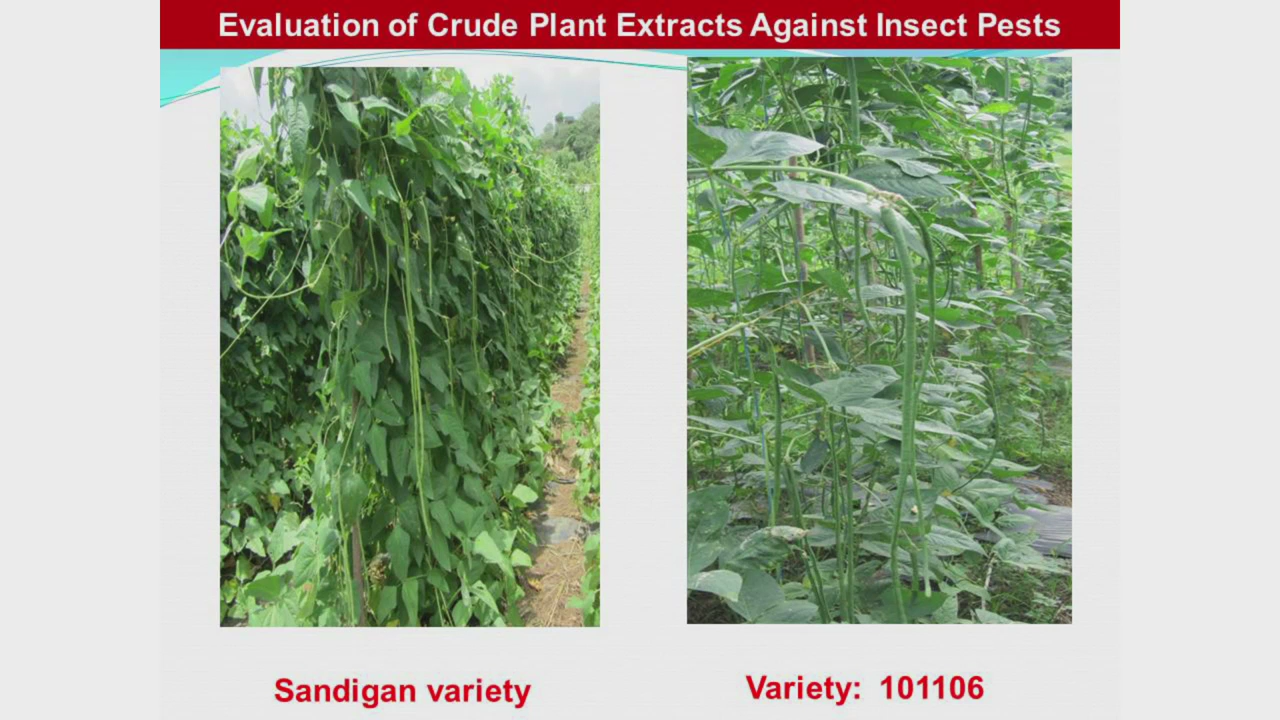 Evaluation of Crude Plant Extracts Against Insect Pests
Sandigan variety
Variety: 101106